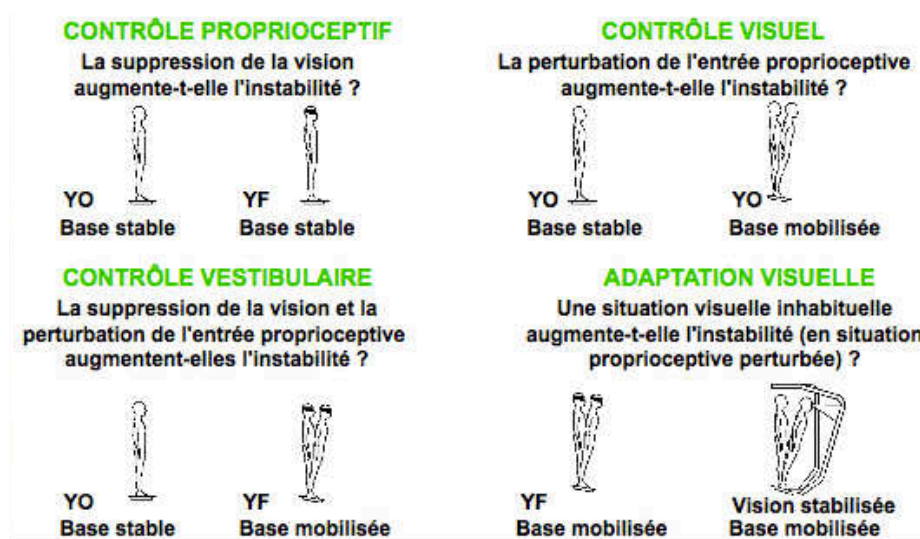 CONTRÔLE PROPRIOCEPTIF
La suppression de la vision
augmente-t-elle l'instabilité ?
YO
YF
Base stable
Base stable
CONTRÔLE VISUEL
La perturbation de l'entrée proprioceptive
augmente-t-elle l'instabilité ?
YO
YO
Base stable
Base mobilisée
CONTRÔLE VESTIBULAIRE
La suppression de la vision et la
perturbation de l'entrée proprioceptive
augmentent-elles l'instabilité ?
YO
YF
Base stable
Base mobilisée
ADAPTATION VISUELLE
Une situation visuelle inhabituelle
augmente-t-elle l'instabilité (en situation
proprioceptive perturbée) ?
YF
Vision stabilisée
Base mobilisée
Base mobilisée